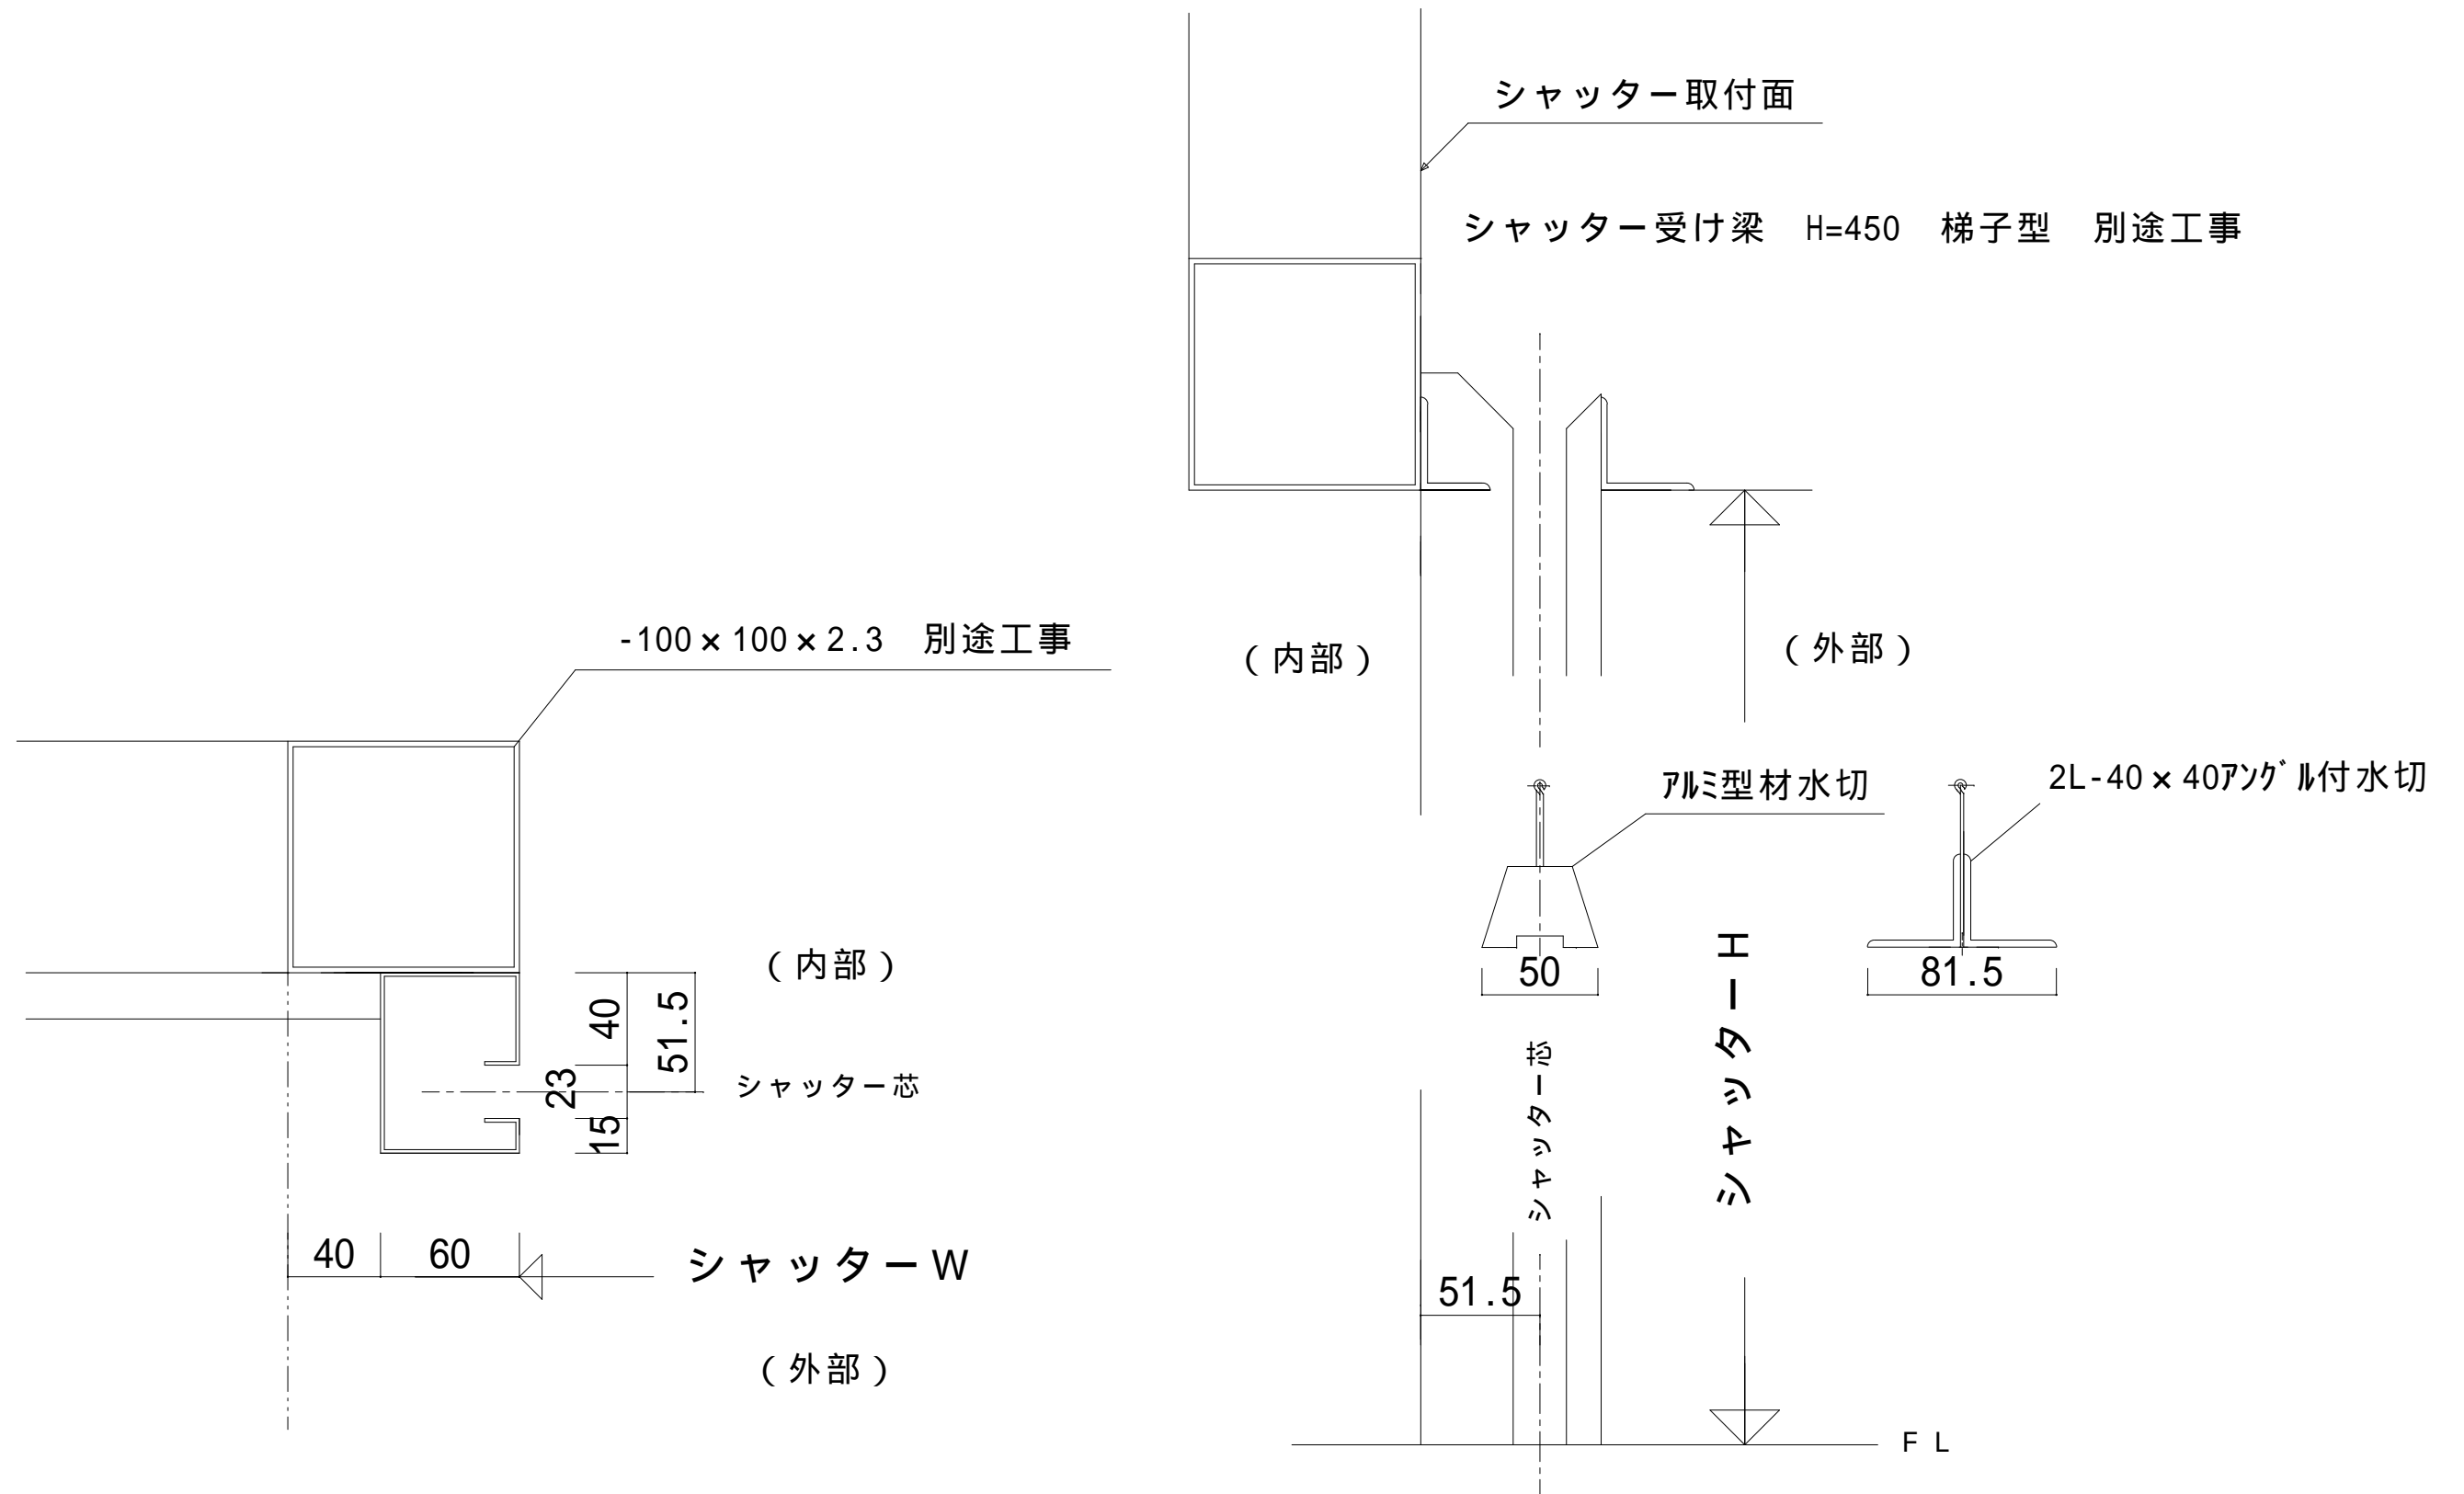 シャッター取付面
シャッター受け梁　H=450　梯子型　別途工事
-100×100×2.3　別途工事
（内部）
（外部）
ｱﾙﾐ型材水切
2L-40×40ｱﾝｸﾞﾙ付水切
（内部）
50
81.5
40
51.5
23
15
シャッター芯
シャッター芯
シャッターH
40
60
シャッターW
51.5
（外部）
ＦＬ